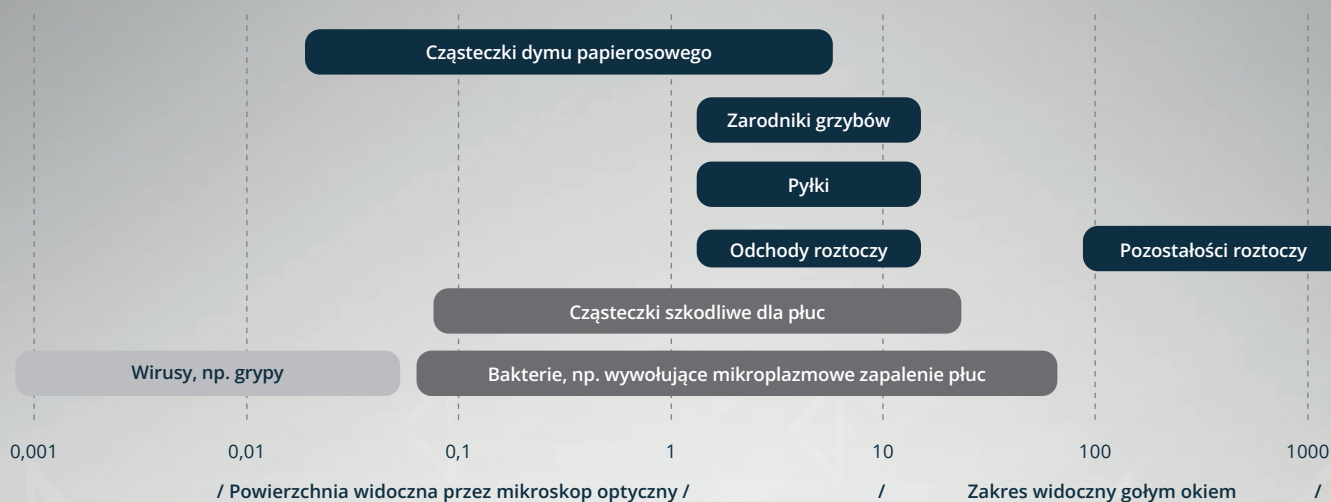 Cząsteczki dymu papierosowego
Zarodniki grzybów
Pyłki
Odchody roztoczy
Pozostałości roztoczy
Cząsteczki szkodliwe dla płuc
Wirusy, np. grypy
Bakterie, np. wywołujące mikroplazmowe zapalenie płuc
0,001 0,01 0,1 1 10 100 1000
/ Powierzchnia widoczna przez mikroskop optyczny / / Zakres widoczny gołym okiem /